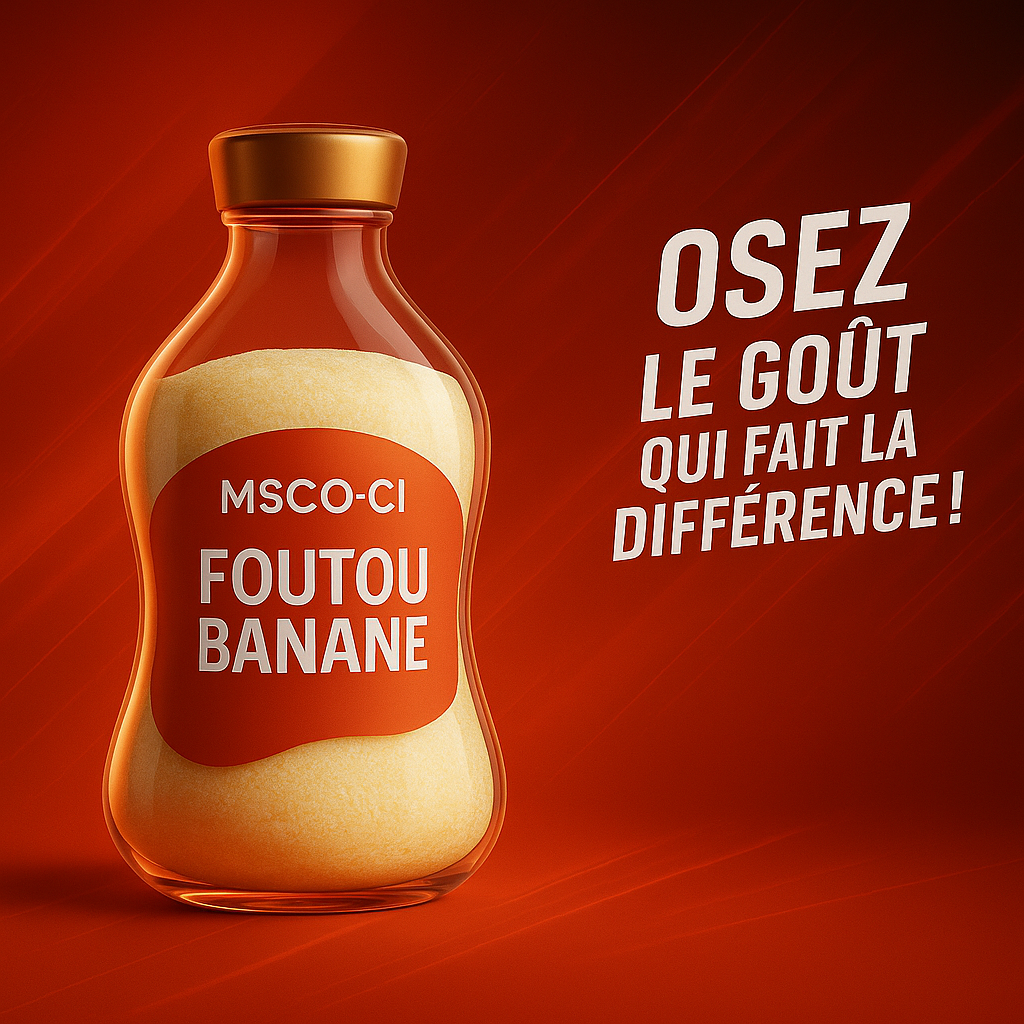 MSCO-CI
FOUTOU
BANANE
OSEZ
LE GOÛT
QUI FAIT LA
DIFFÉRENCE !